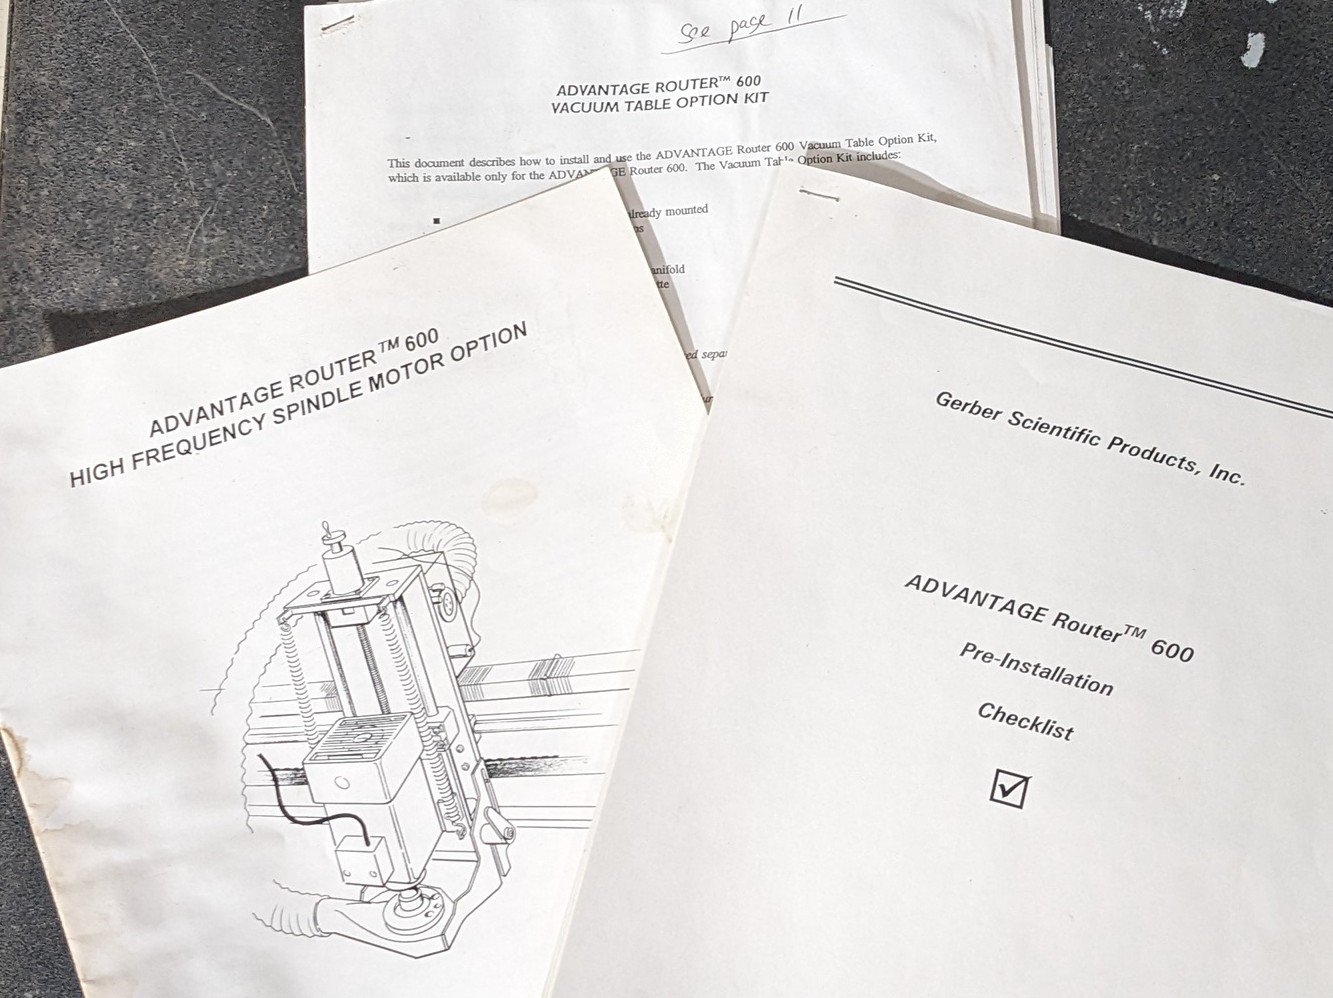 See page 11
ADVANTAGE ROUTER™ 600
VACUUM TABLE OPTION KIT
This document describes how to install and use the ADVANTAGE Router 600 Vacuum Table Option Kit,
which is available only for the ADVANTAGE Router 600. The Vacuum Table Option Kit includes:
already mounted
manifold
ADVANTAGE ROUTER™ 600
HIGH FREQUENCY SPINDLE MOTOR OPTION
Gerber Scientific Products, Inc.
ADVANTAGE Router™ 600
Pre-Installation
Checklist